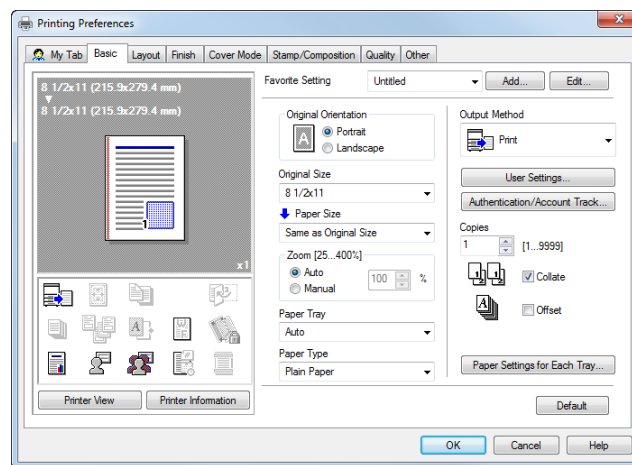 Printing Preferences
My Tab Basic Layout Finish Cover Mode Stamp/Composition Quality Other
8 1/2x11 (215.9x279.4 mm)
8 1/2x11 (215.9x279.4 mm)
1
x1
Printer View Printer Information
Favorite Setting Untitled Add... Edit...
Original Orientation
A Portrait
Landscape
Original Size
8 1/2x11
Paper Size
Same as Original Size
Zoom [25...400%]
Auto
Manual
100 %
Paper Tray
Auto
Paper Type
Plain Paper
Output Method
Print
User Settings...
Authentication/Account Track...
Copies
1 [1...9999]
Collate
Offset
Paper Settings for Each Tray...
Default
OK Cancel Help